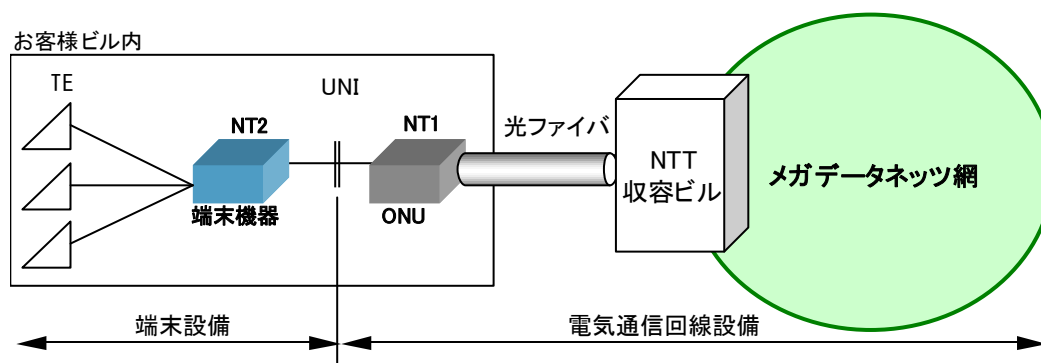 お客様ビル内
TE
UNI
NT2
NT1
光ファイバ
NTT
収容ビル
メガデータネッツ網
端末機器
ONU
端末設備
電気通信回線設備